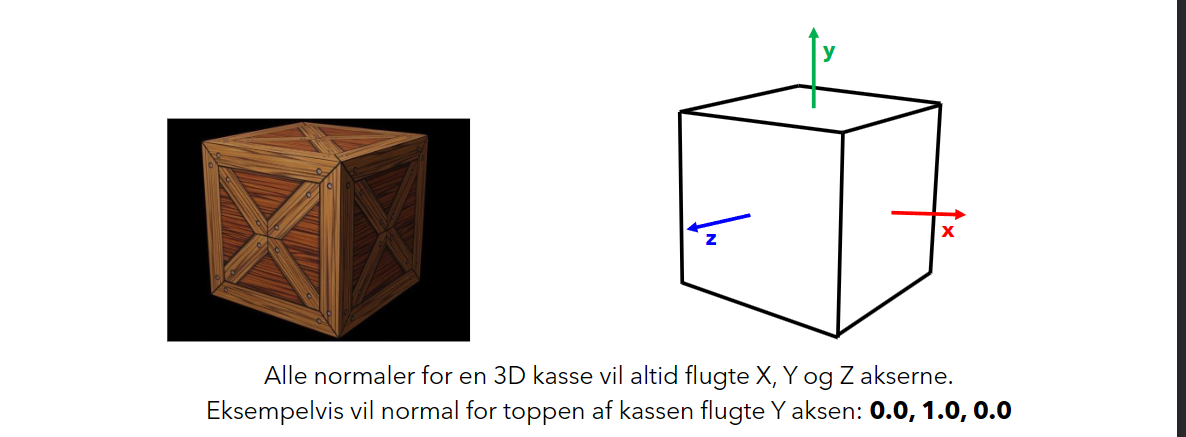 y
z
x
Alle normaler for en 3D kasse vil altid flugte X, Y og Z akserne.
Eksempelvis vil normal for toppen af kassen flugte Y aksen: 0.0, 1.0, 0.0